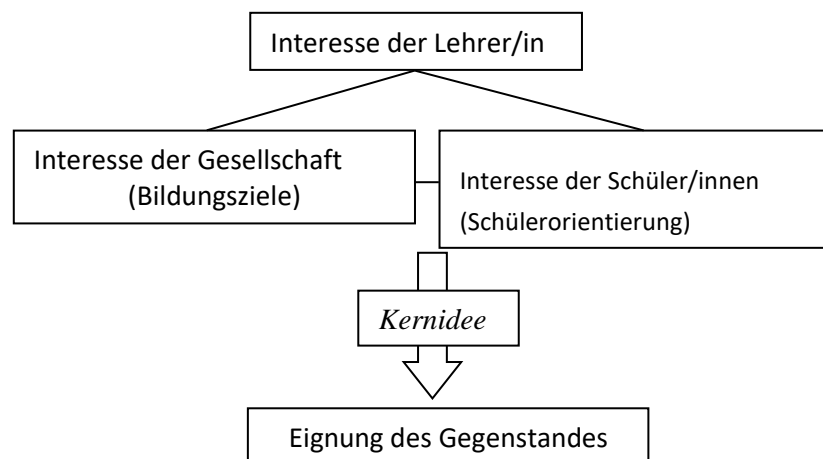 Interesse der Lehrer/in
Interesse der Gesellschaft
(Bildungsziele)
Interesse der Schüler/innen
(Schülerorientierung)
Kernidee
Eignung des Gegenstandes